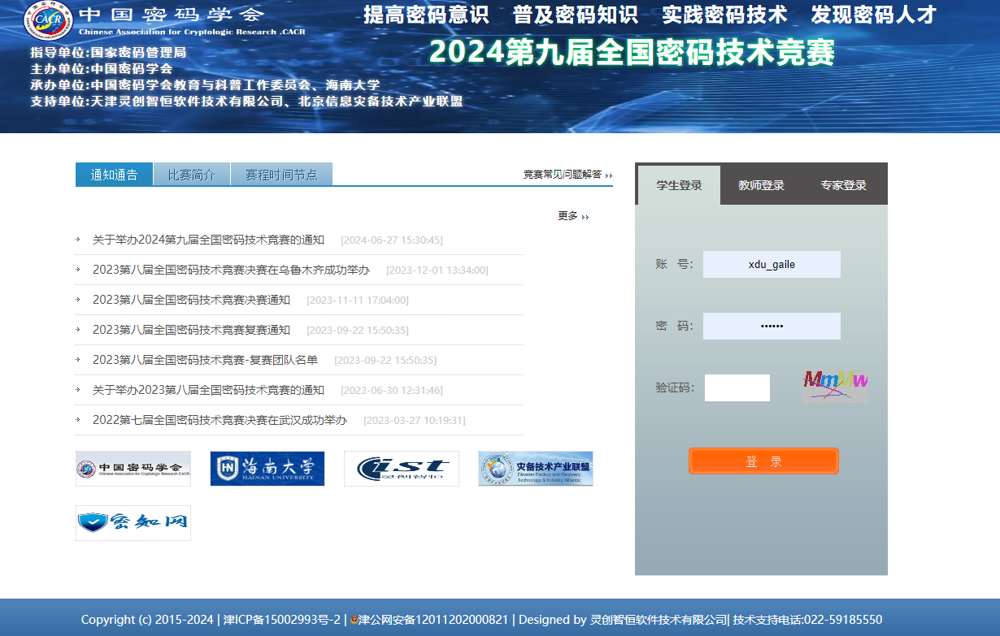 中国密码学会
Chinese Association for Cryptologic Research .CACR
提高密码意识 普及密码知识 实践密码技术 发现密码人才
2024第九届全国密码技术竞赛
指导单位:国家密码管理局
主办单位:中国密码学会
承办单位:中国密码学会教育与科普工作委员会、海南大学
支持单位:天津灵创智恒软件技术有限公司、北京信息灾备技术产业联盟
通知通告 比赛简介 赛程时间节点 竞赛常见问题解答 ››
更多 ››
关于举办2024第九届全国密码技术竞赛的通知 [2024-06-27 15:30:45]
2023第八届全国密码技术竞赛决赛在乌鲁木齐成功举办 [2023-12-01 13:34:00]
2023第八届全国密码技术竞赛决赛通知 [2023-11-11 17:04:00]
2023第八届全国密码技术竞赛复赛通知 [2023-09-22 15:50:35]
2023第八届全国密码技术竞赛-复赛团队名单 [2023-09-22 15:50:35]
关于举办2023第八届全国密码技术竞赛的通知 [2023-06-30 12:31:46]
2022第七届全国密码技术竞赛决赛在武汉成功举办 [2023-03-27 10:19:31]
学生登录 教师登录 专家登录
账 号: xdu_gaile
密 码: ••••••
验证码: MmMw
登 录
中国密码学会
Chinese Association for Cryptologic Research.CACR
海南大学
HAINAN UNIVERSITY
ist
灵创智恒
灾备技术产业联盟
Disaster Backup and Recovery
Technology & Industry Alliance
密知网
Copyright (c) 2015-2024 | 津ICP备15002993号-2 | 津公网安备12011202000821 | Designed by 灵创智恒软件技术有限公司| 技术支持电话:022-59185550